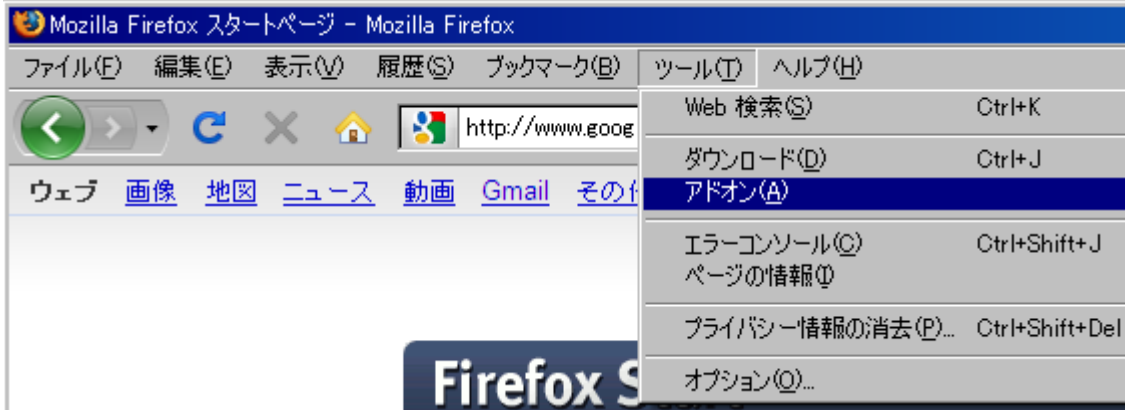 Mozilla Firefox スタートページ - Mozilla Firefox
ファイル(F) 編集(E) 表示(V) 履歴(S) ブックマーク(B) ツール(T) ヘルプ(H)
http://www.goog
ウェブ 画像 地図 ニュース 動画 Gmail その
Web 検索(S) Ctrl+K
ダウンロード(D) Ctrl+J
アドオン(A)
エラーコンソール(C) Ctrl+Shift+J
ページの情報(I)
プライバシー情報の消去(P)... Ctrl+Shift+Del
オプション(O)...
Firefox S